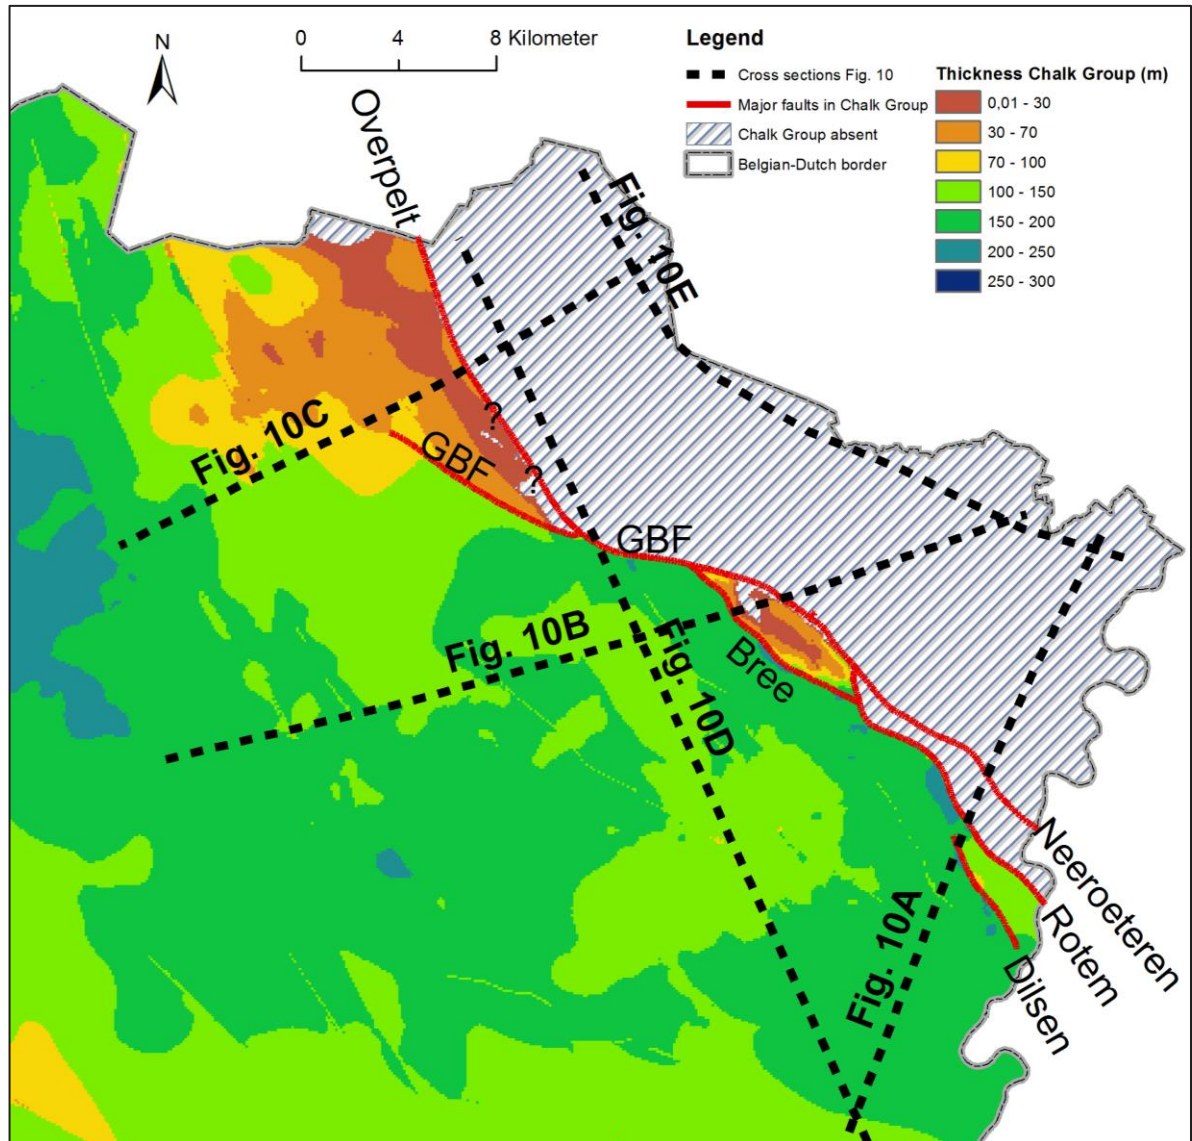 N
0 4 8 Kilometer
Legend
Cross sections Fig. 10
Major faults in Chalk Group
Chalk Group absent
Belgian-Dutch border
Thickness Chalk Group (m)
0,01 - 30
30 - 70
70 - 100
100 - 150
150 - 200
200 - 250
250 - 300
Overpelt
Fig. 10E
Fig. 10C
?
GBF
?
GBF
Fig. 10B
Bree
Fig. 10D
Fig. 10A
Neeroeteren
Rotem
Dilsen